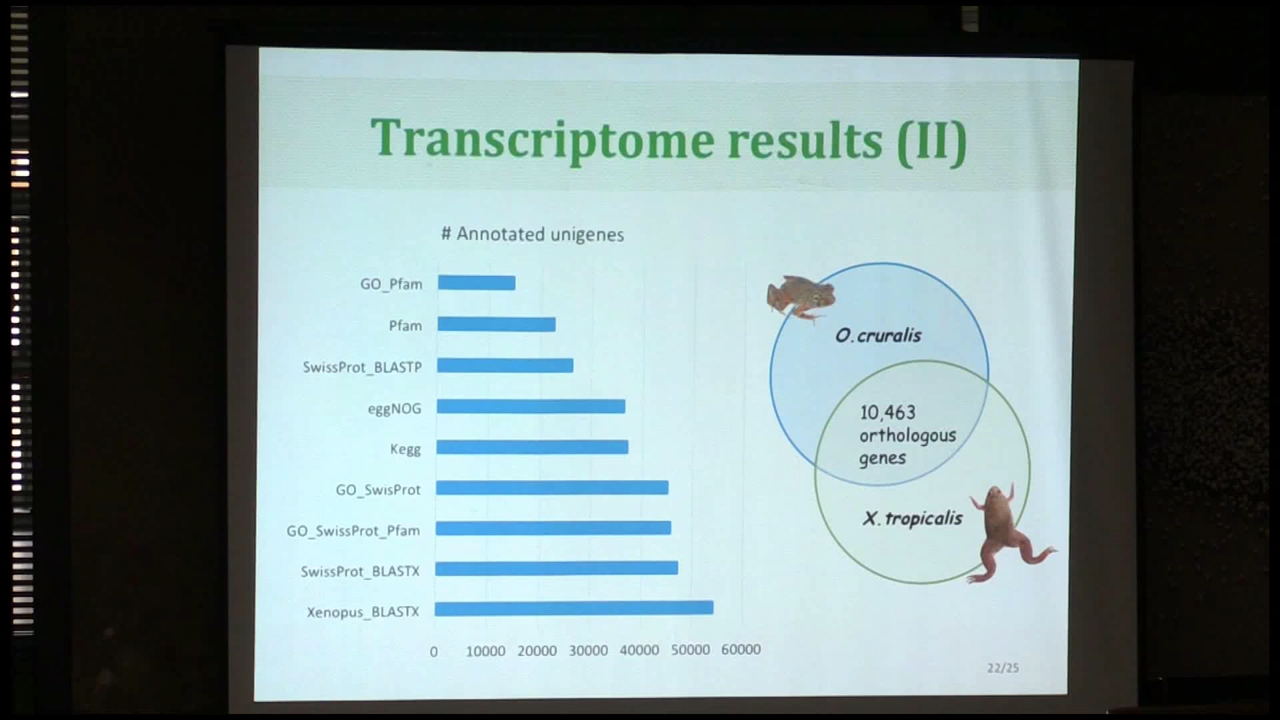 Transcriptome results (II)
# Annotated unigenes
GO_Pfam
Pfam
SwissProt_BLASTP
eggNOG
Kegg
GO_SwisProt
GO_SwissProt_Pfam
SwissProt_BLASTX
Xenopus_BLASTX
0 10000 20000 30000 40000 50000 60000
O.cruralis
10,463
orthologous
genes
X.tropicalis
22/25